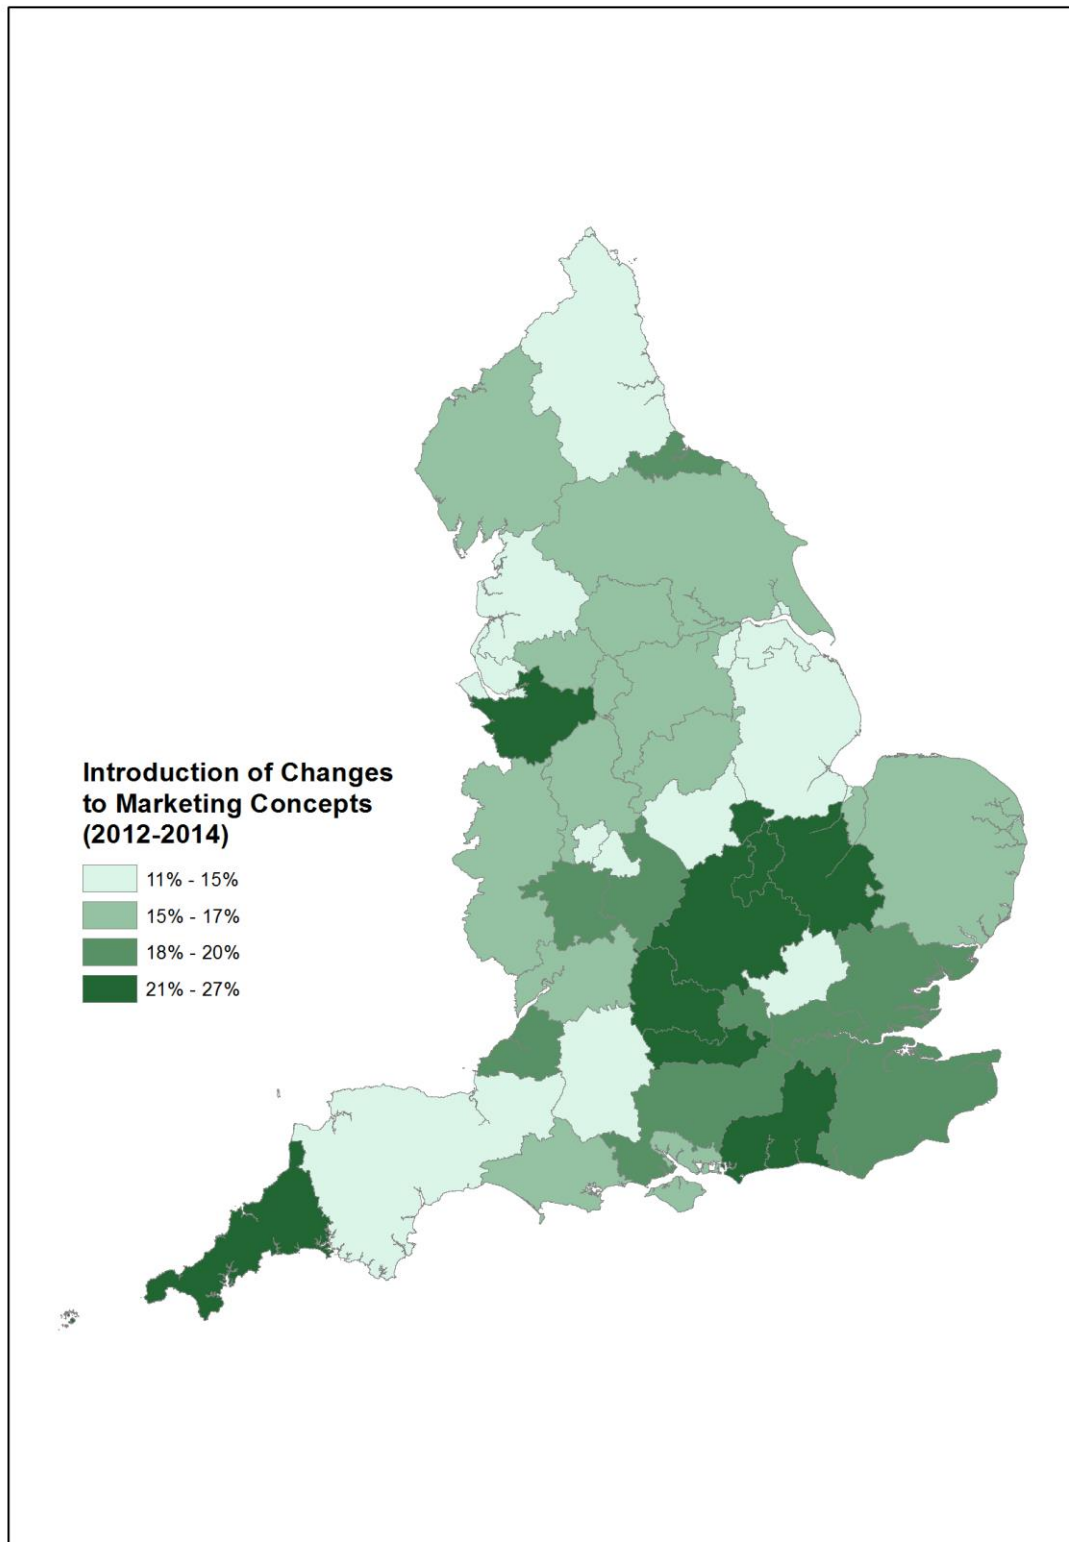 Introduction of Changes
to Marketing Concepts
(2012-2014)
11% - 15%
15% - 17%
18% - 20%
21% - 27%